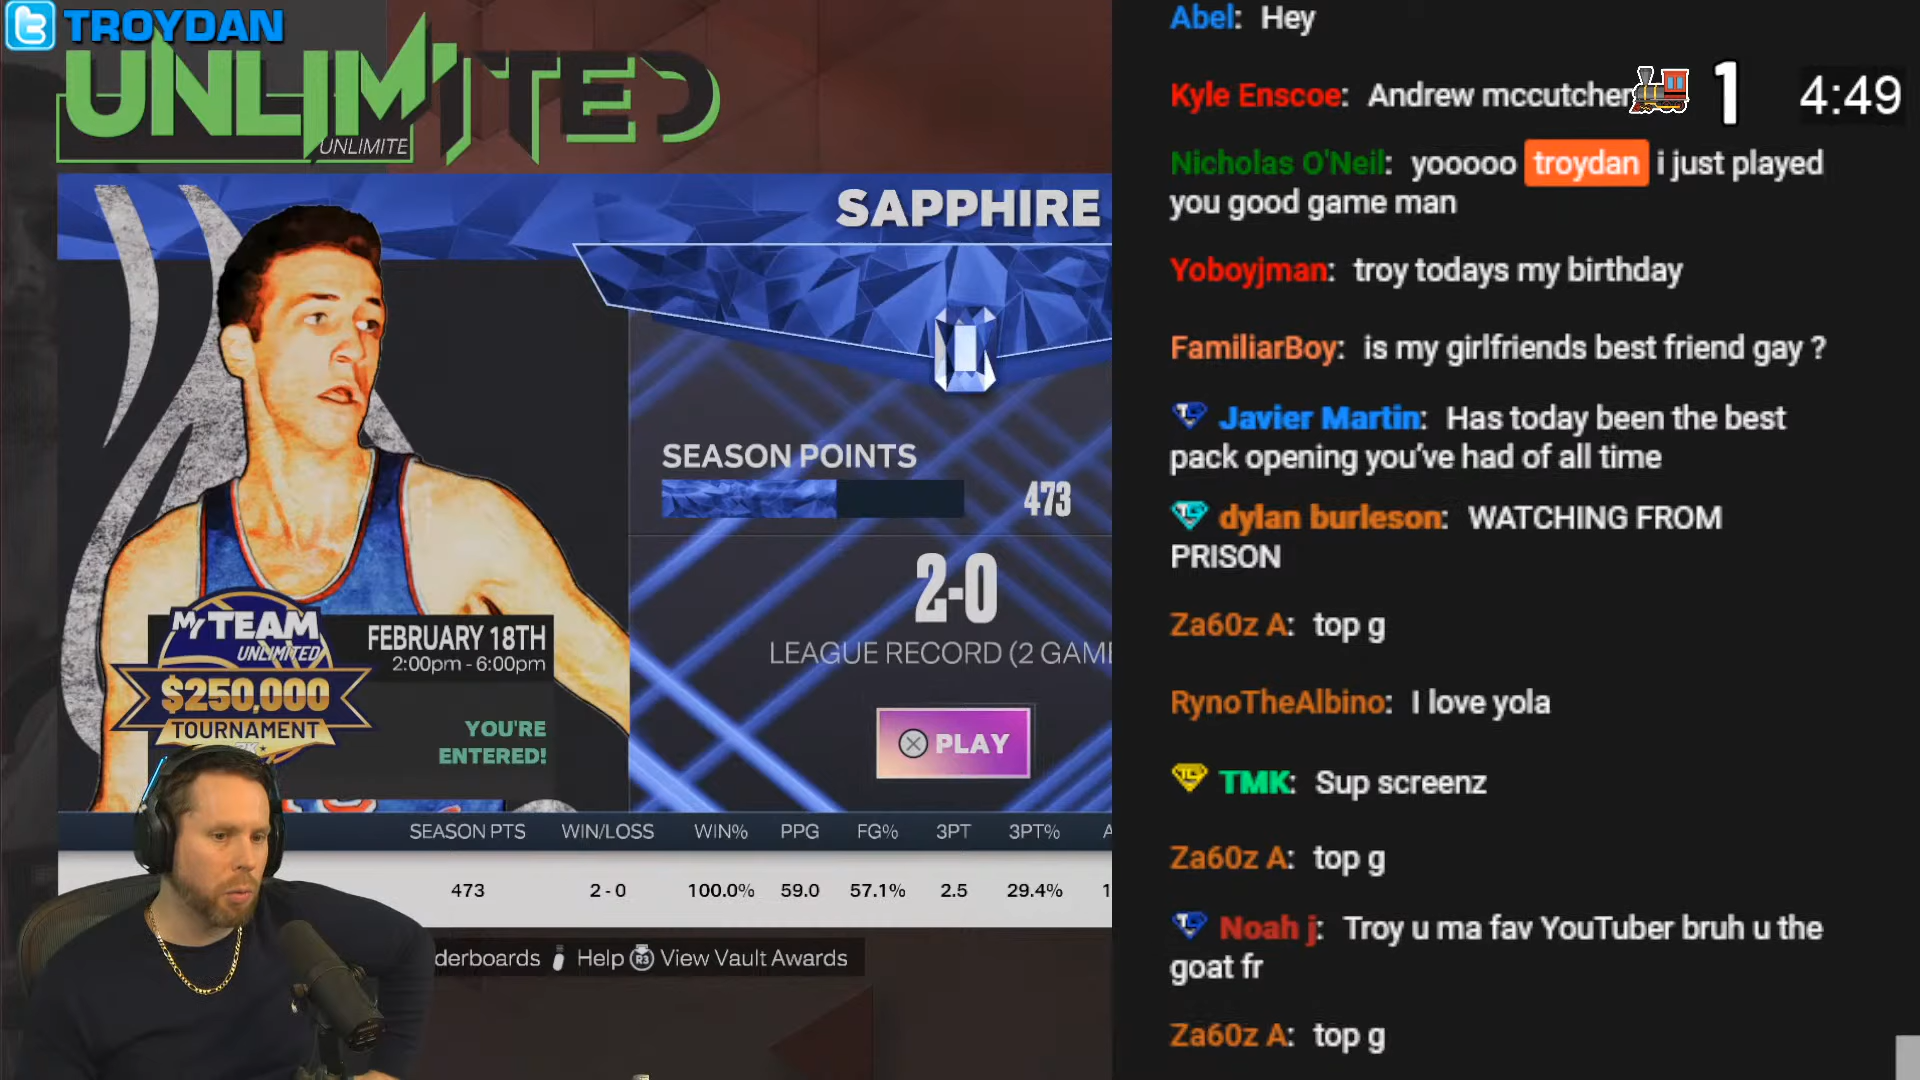 TROYDAN
UNLIMITED
UNLIMITE
SAPPHIRE
SEASON POINTS
473
2-0
LEAGUE RECORD (2 GAM
PLAY
MyTEAM
UNLIMITED
$250,000
TOURNAMENT
2K
FEBRUARY 18TH
2:00pm - 6:00pm
YOU'RE
ENTERED!
SEASON PTS WIN/LOSS WIN% PPG FG% 3PT 3PT% A
473 2 - 0 100.0% 59.0 57.1% 2.5 29.4% 1
derboards Help R3 View Vault Awards
Abel: Hey
Kyle Enscoe: Andrew mccutchen
1 4:49
Nicholas O'Neil: yooooo troydan i just played
you good game man
Yoboyjman: troy todays my birthday
FamiliarBoy: is my girlfriends best friend gay ?
Javier Martin: Has today been the best
pack opening you’ve had of all time
dylan burleson: WATCHING FROM
PRISON
Za60z A: top g
RynoTheAlbino: I love yola
TMK: Sup screenz
Za60z A: top g
Noah j: Troy u ma fav YouTuber bruh u the
goat fr
Za60z A: top g